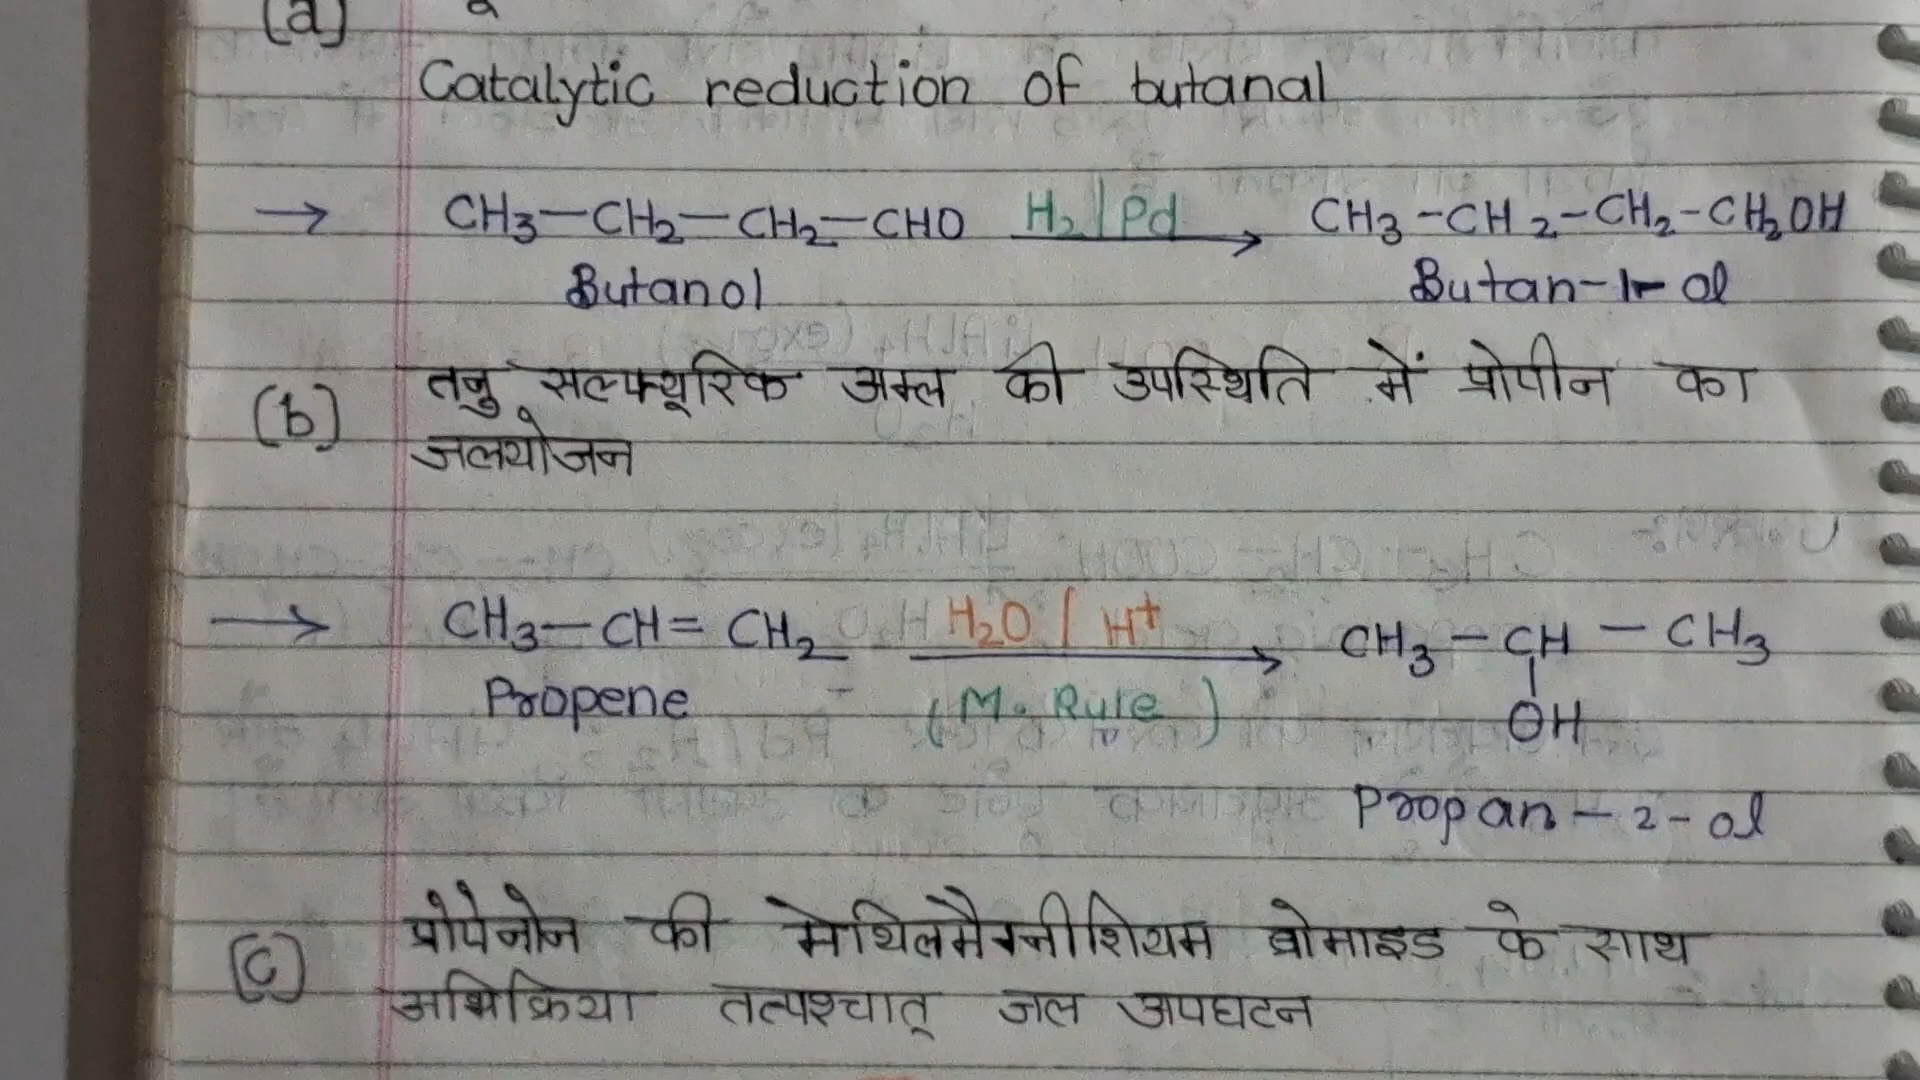 (a)
Catalytic reduction of butanal
→ CH3—CH2—CH2—CHO H2|Pd → CH3-CH2-CH2-CH2OH
Butanol Butan-1-ol
(b) तनु सल्फ्यूरिक अम्ल की उपस्थिति में प्रोपीन का
जलयोजन
→ CH3—CH=CH2 H2O / H+ → CH3—CH—CH3
Propene (M. Rule) OH
Propan-2-ol
(C) प्रोपेनोन की मेथिलमैग्नीशियम ब्रोमाइड के साथ
अभिक्रिया तत्पश्चात् जल अपघटन